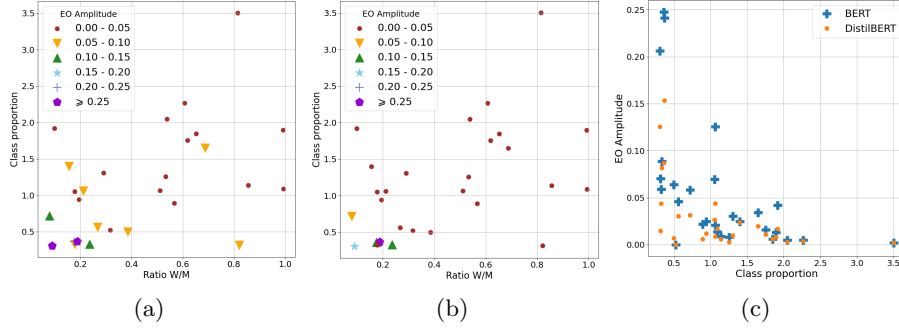 EO Amplitude
0.00 - 0.05
0.05 - 0.10
0.10 - 0.15
0.15 - 0.20
0.20 - 0.25
⩾ 0.25
Class proportion
3.5
3.0
2.5
2.0
1.5
1.0
0.5
0.2 0.4 0.6 0.8 1.0
Ratio W/M
(a)
EO Amplitude
0.00 - 0.05
0.05 - 0.10
0.10 - 0.15
0.15 - 0.20
0.20 - 0.25
⩾ 0.25
Class proportion
3.5
3.0
2.5
2.0
1.5
1.0
0.5
0.2 0.4 0.6 0.8 1.0
Ratio W/M
(b)
BERT
DistilBERT
EO Amplitude
0.25
0.20
0.15
0.10
0.05
0.00
0.5 1.0 1.5 2.0 2.5 3.0 3.5
Class proportion
(c)